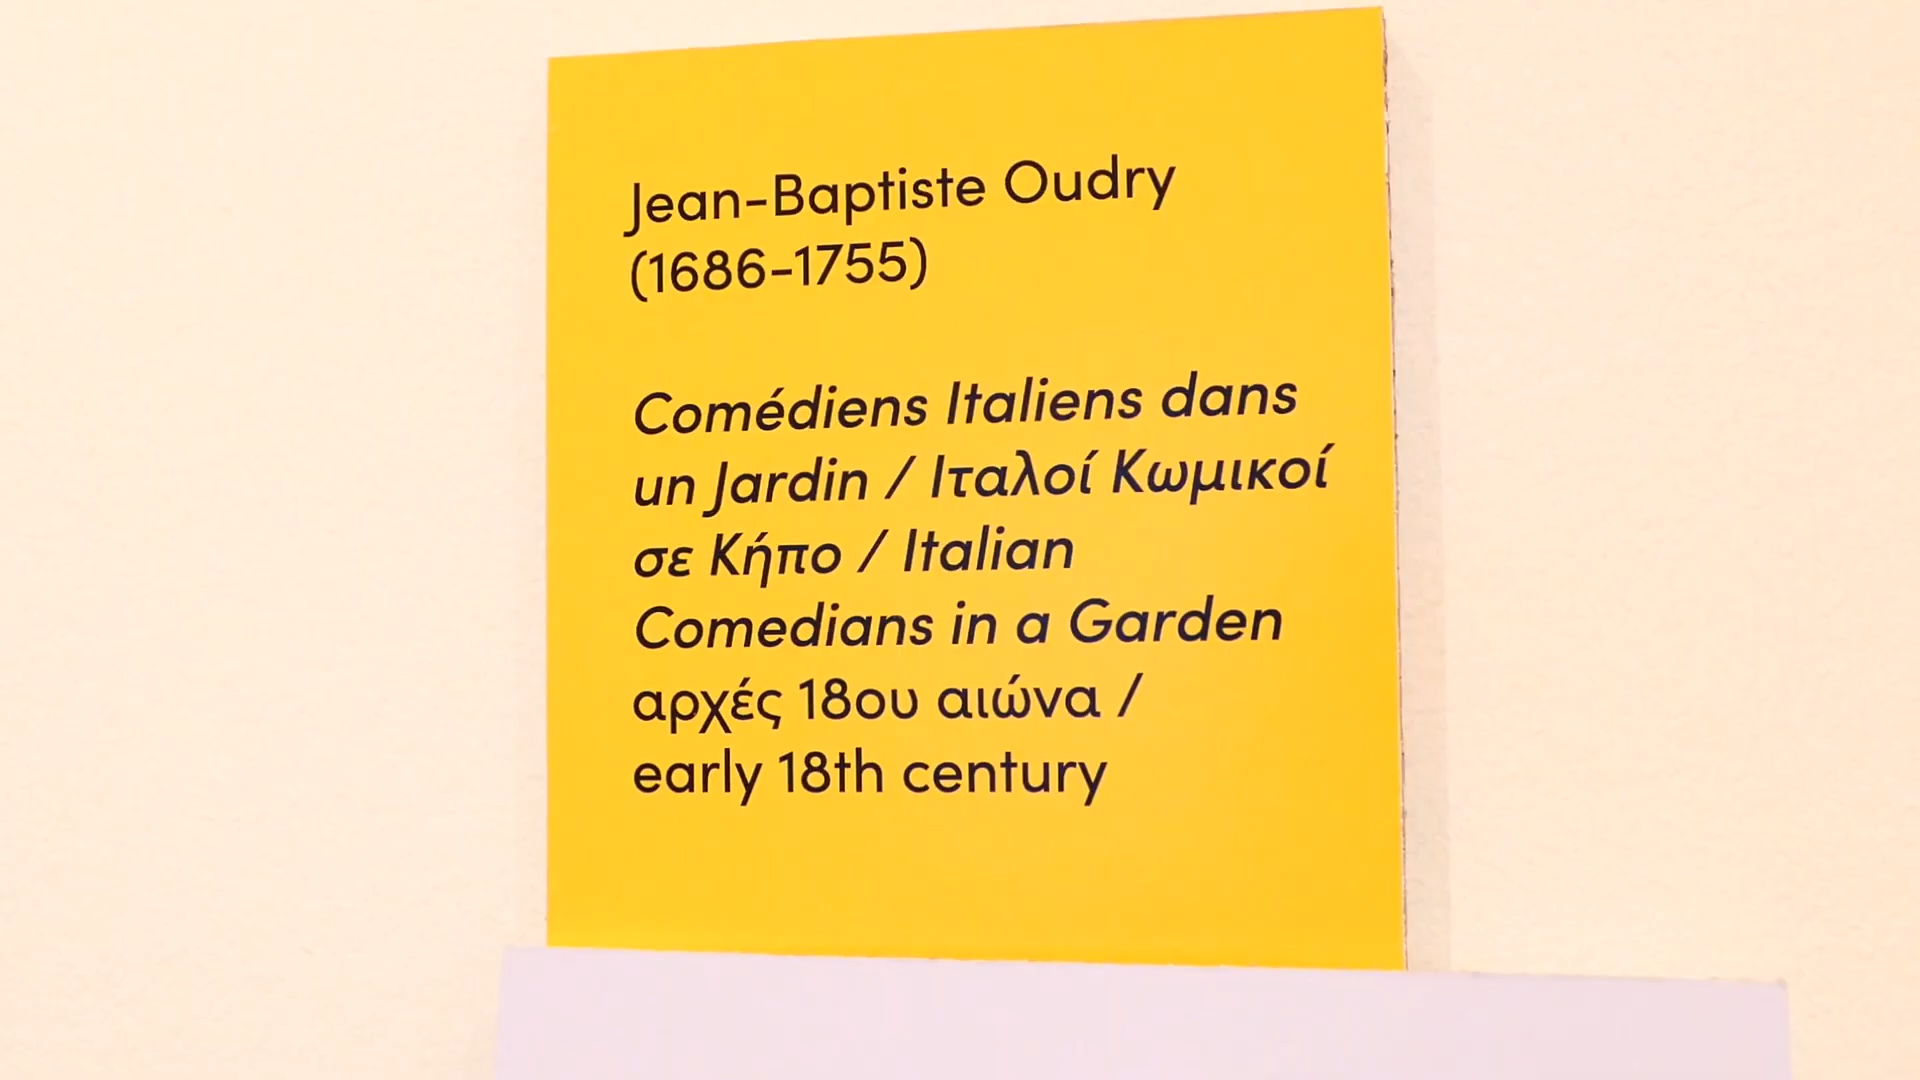 Jean-Baptiste Oudry
(1686-1755)
Comédiens Italiens dans
un Jardin / Ιταλοί Κωμικοί
σε Κήπο / Italian
Comedians in a Garden
αρχές 18ου αιώνα /
early 18th century